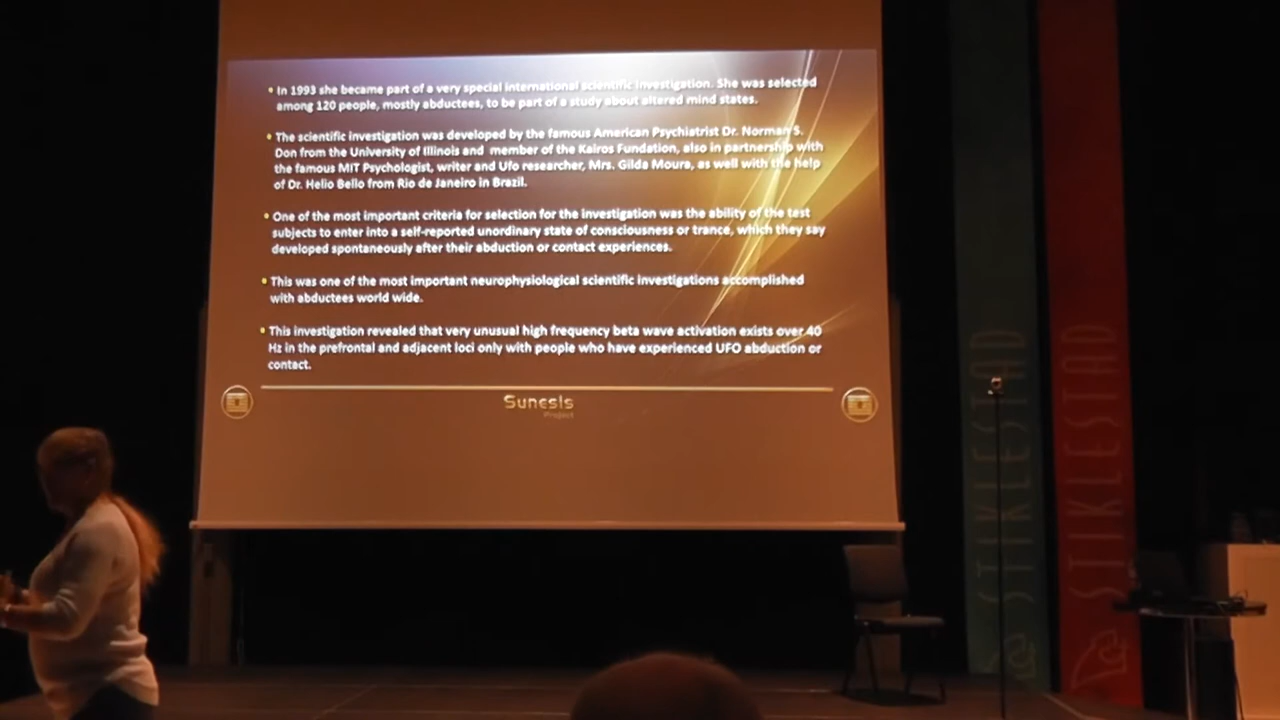 • In 1993 she became part of a very special international scientific investigation. She was selected
among 120 people, mostly abductees, to be part of a study about altered mind states.
• The scientific investigation was developed by the famous American Psychiatrist Dr. Norman S.
Don from the University of Illinois and member of the Kairos Fundation, also in partnership with
the famous MIT Psychologist, writer and Ufo researcher, Mrs. Gilda Moura, as well with the help
of Dr. Helio Bello from Rio de Janeiro in Brazil.
• One of the most important criteria for selection for the investigation was the ability of the test
subjects to enter into a self-reported unordinary state of consciousness or trance, which they say
developed spontaneously after their abduction or contact experiences.
• This was one of the most important neurophysiological scientific investigations accomplished
with abductees world wide.
• This investigation revealed that very unusual high frequency beta wave activation exists over 40
Hz in the prefrontal and adjacent loci only with people who have experienced UFO abduction or
contact.
Sunesis
Project
STIKLESTAD
STIKLESTAD